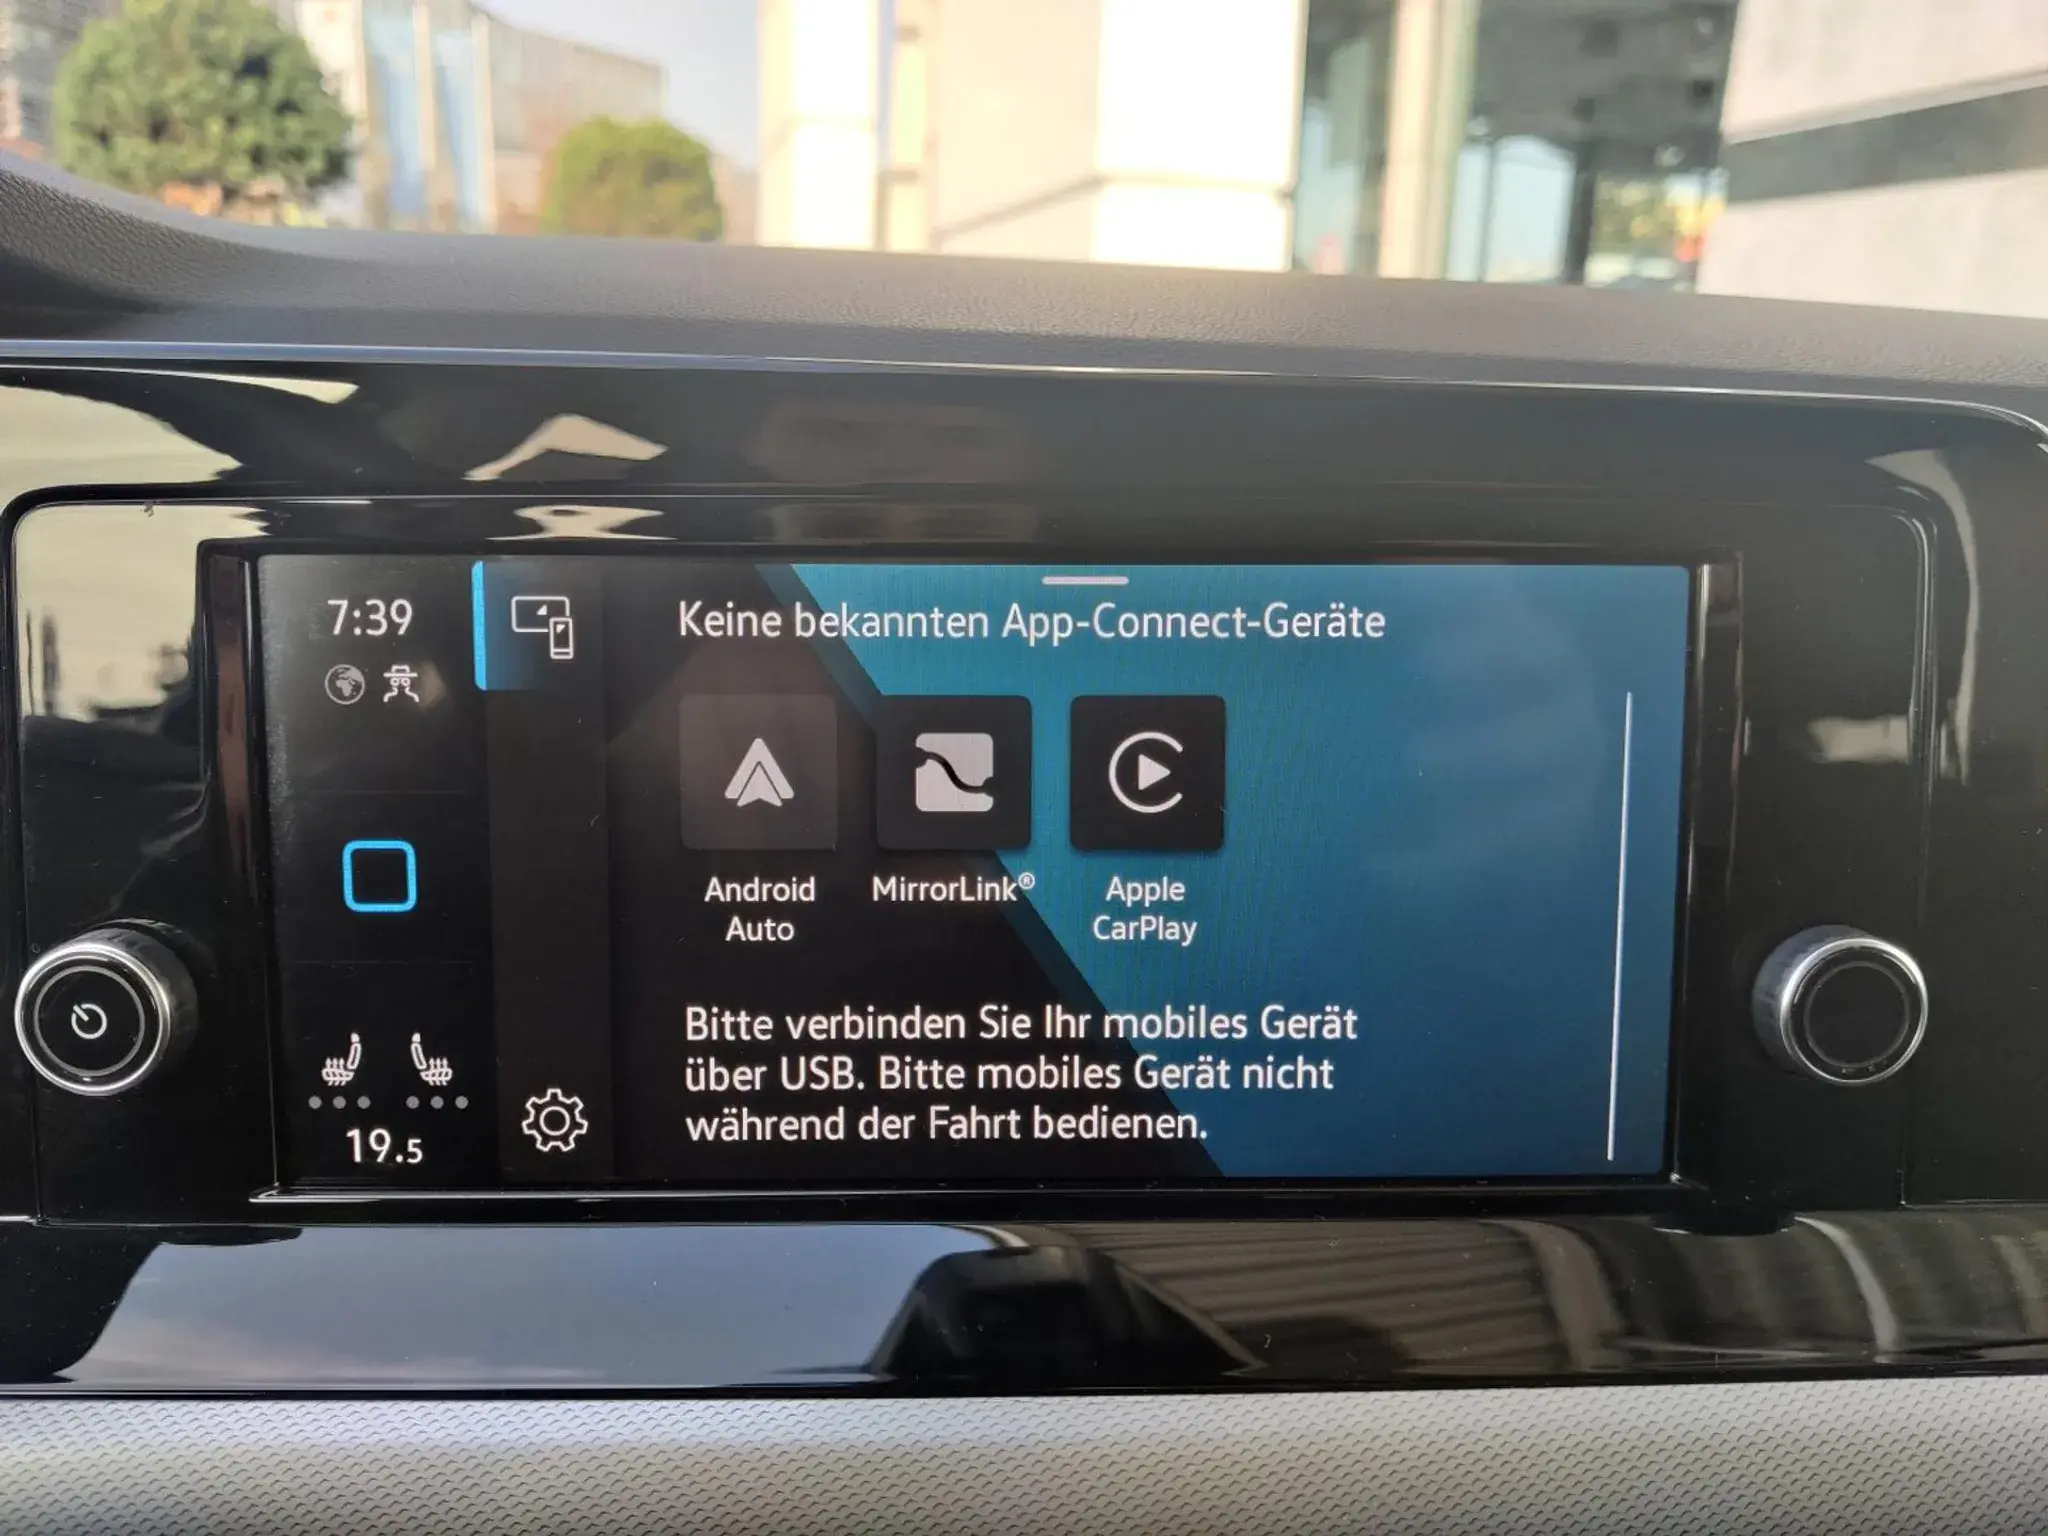 7:39
Keine bekannten App-Connect-Geräte
Android
Auto
MirrorLink®
Apple
CarPlay
Bitte verbinden Sie Ihr mobiles Gerät
über USB. Bitte mobiles Gerät nicht
während der Fahrt bedienen.
19.5